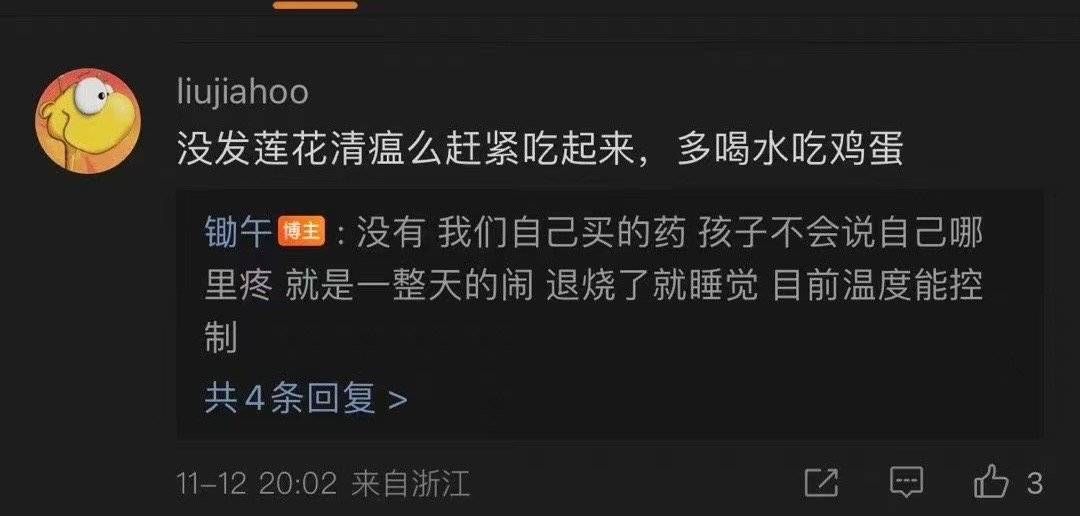 liujiahoo
没发莲花清瘟么赶紧吃起来，多喝水吃鸡蛋
锄午 博主：没有 我们自己买的药 孩子不会说自己哪
里疼 就是一整天的闹 退烧了就睡觉 目前温度能控
制
共4条回复 >
11-12 20:02 来自浙江
3